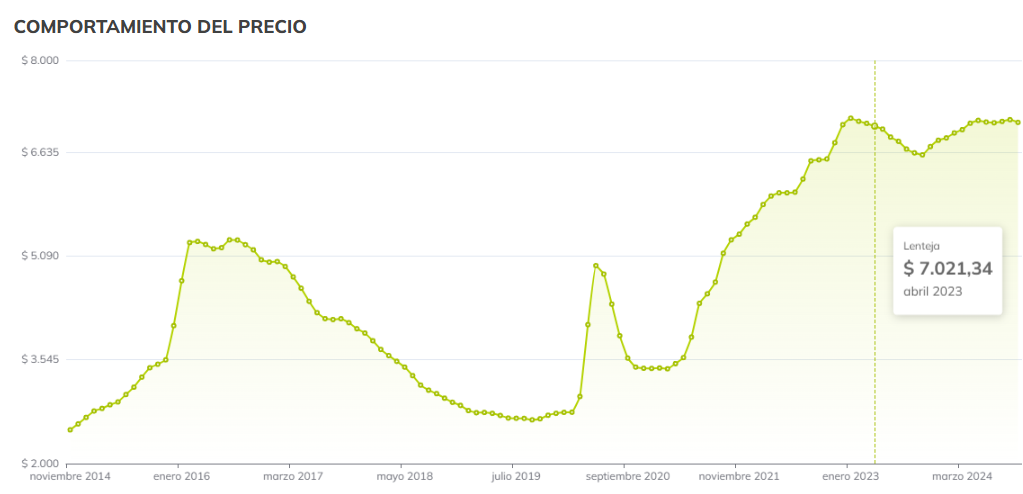 COMPORTAMIENTO DEL PRECIO
$ 8.000
$ 6.635
$ 5.090
$ 3.545
$ 2.000
Lenteja
$ 7.021,34
abril 2023
noviembre 2014 enero 2016 marzo 2017 mayo 2018 julio 2019 septiembre 2020 noviembre 2021 enero 2023 marzo 2024